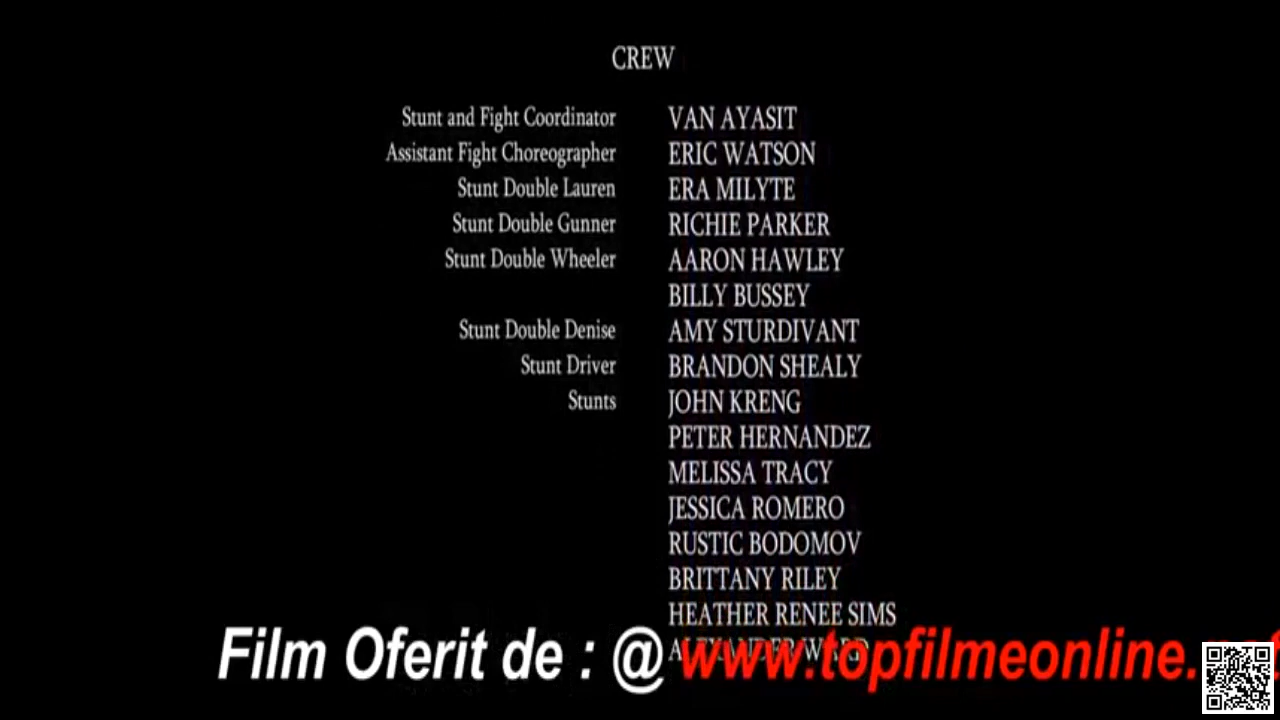 CREW
Stunt and Fight Coordinator VAN AYASIT
Assistant Fight Choreographer ERIC WATSON
Stunt Double Lauren ERA MILYTE
Stunt Double Gunner RICHIE PARKER
Stunt Double Wheeler AARON HAWLEY
BILLY BUSSEY
Stunt Double Denise AMY STURDIVANT
Stunt Driver BRANDON SHEALY
Stunts JOHN KRENG
PETER HERNANDEZ
MELISSA TRACY
JESSICA ROMERO
RUSTIC BODOMOV
BRITTANY RILEY
HEATHER RENEE SIMS
ALEXANDER WARD
Film Oferit de : @ www.topfilmeonline.